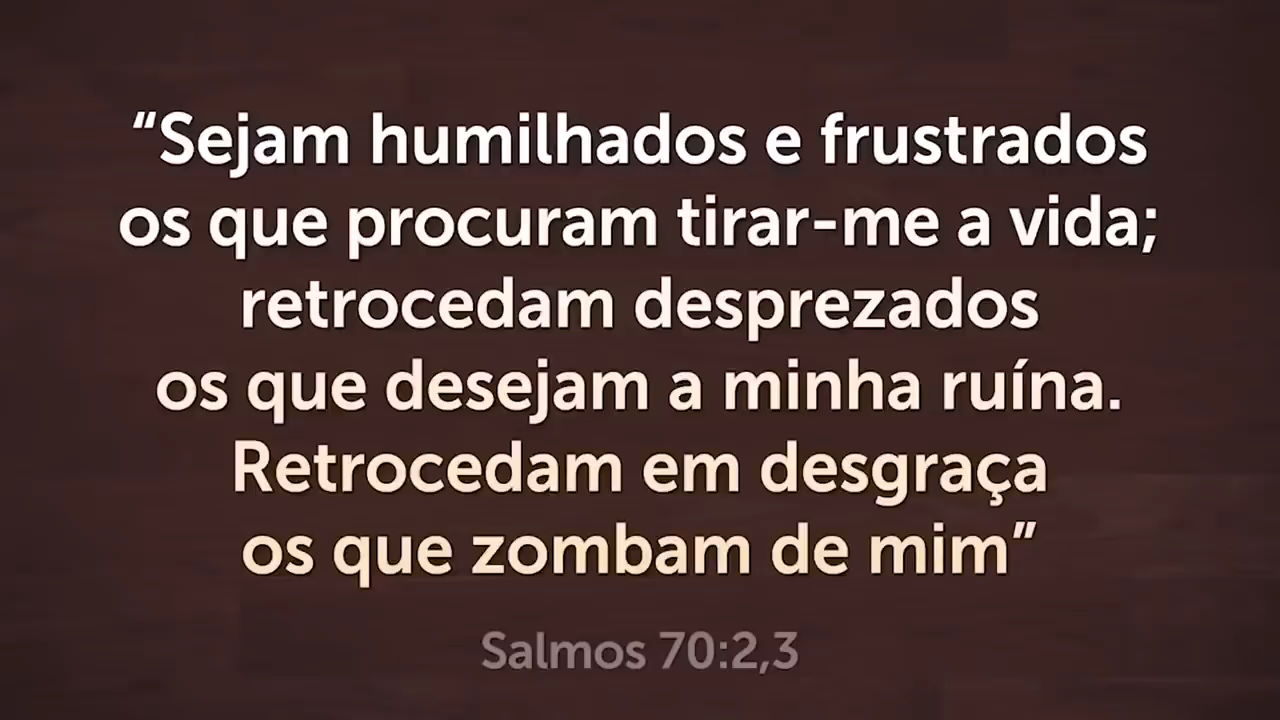 “Sejam humilhados e frustrados
os que procuram tirar-me a vida;
retrocedam desprezados
os que desejam a minha ruína.
Retrocedam em desgraça
os que zombam de mim”
Salmos 70:2,3